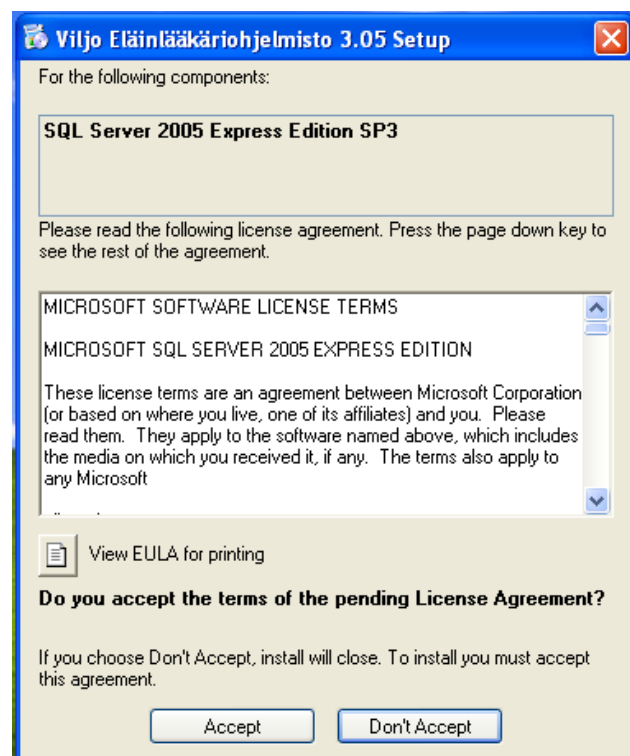 Viljo Eläinlääkäriohjelmisto 3.05 Setup
For the following components:
SQL Server 2005 Express Edition SP3
Please read the following license agreement. Press the page down key to
see the rest of the agreement.
MICROSOFT SOFTWARE LICENSE TERMS
MICROSOFT SQL SERVER 2005 EXPRESS EDITION
These license terms are an agreement between Microsoft Corporation
(or based on where you live, one of its affiliates) and you. Please
read them. They apply to the software named above, which includes
the media on which you received it, if any. The terms also apply to
any Microsoft
View EULA for printing
Do you accept the terms of the pending License Agreement?
If you choose Don't Accept, install will close. To install you must accept
this agreement.
Accept
Don't Accept